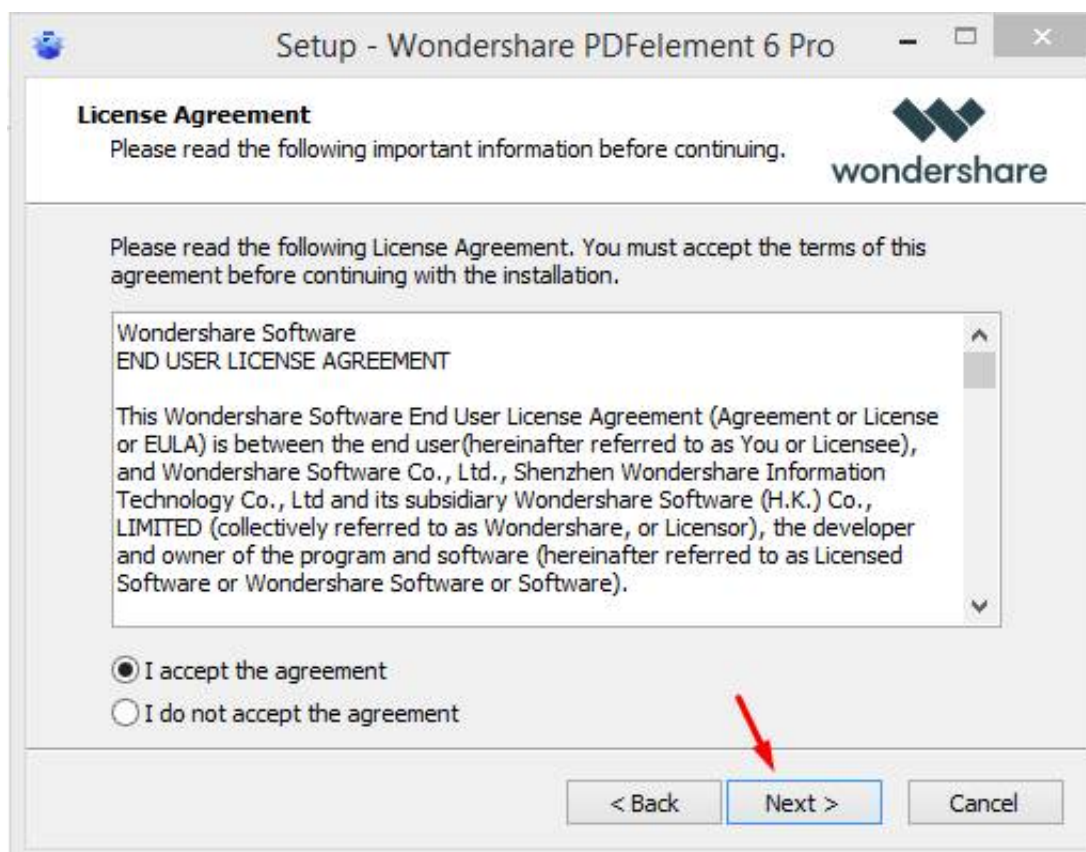 Setup - Wondershare PDFelement 6 Pro
License Agreement
Please read the following important information before continuing.
wondershare
Please read the following License Agreement. You must accept the terms of this
agreement before continuing with the installation.
Wondershare Software
END USER LICENSE AGREEMENT
This Wondershare Software End User License Agreement (Agreement or License
or EULA) is between the end user(hereinafter referred to as You or Licensee),
and Wondershare Software Co., Ltd., Shenzhen Wondershare Information
Technology Co., Ltd and its subsidiary Wondershare Software (H.K.) Co.,
LIMITED (collectively referred to as Wondershare, or Licensor), the developer
and owner of the program and software (hereinafter referred to as Licensed
Software or Wondershare Software or Software).
I accept the agreement
I do not accept the agreement
< Back Next > Cancel